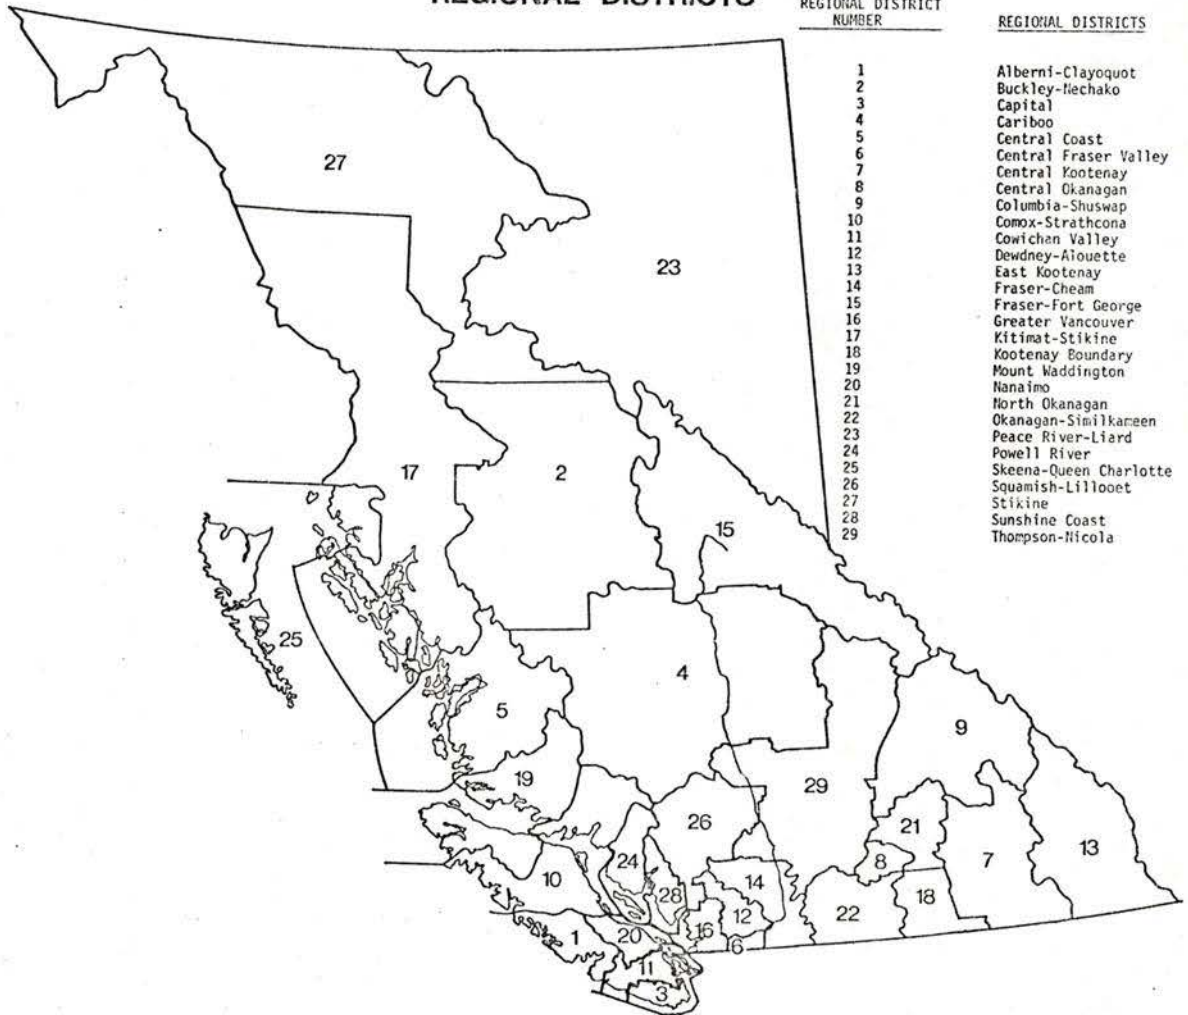 REGIONAL DISTRICTS
REGIONAL DISTRICT
NUMBER
REGIONAL DISTRICTS
1 Alberni-Clayoquot
2 Buckley-Nechako
3 Capital
4 Cariboo
5 Central Coast
6 Central Fraser Valley
7 Central Kootenay
8 Central Okanagan
9 Columbia-Shuswap
10 Comox-Strathcona
11 Cowichan Valley
12 Dewdney-Alouette
13 East Kootenay
14 Fraser-Cheam
15 Fraser-Fort George
16 Greater Vancouver
17 Kitimat-Stikine
18 Kootenay Boundary
19 Mount Waddington
20 Nanaimo
21 North Okanagan
22 Okanagan-Similkameen
23 Peace River-Liard
24 Powell River
25 Skeena-Queen Charlotte
26 Squamish-Lillooet
27 Stikine
28 Sunshine Coast
29 Thompson-Nicola
27
23
17
2
15
25
4
5
9
19
29
26
21
13
24
8
7
10
14
28
18
12
22
16
1
20
6
11
3